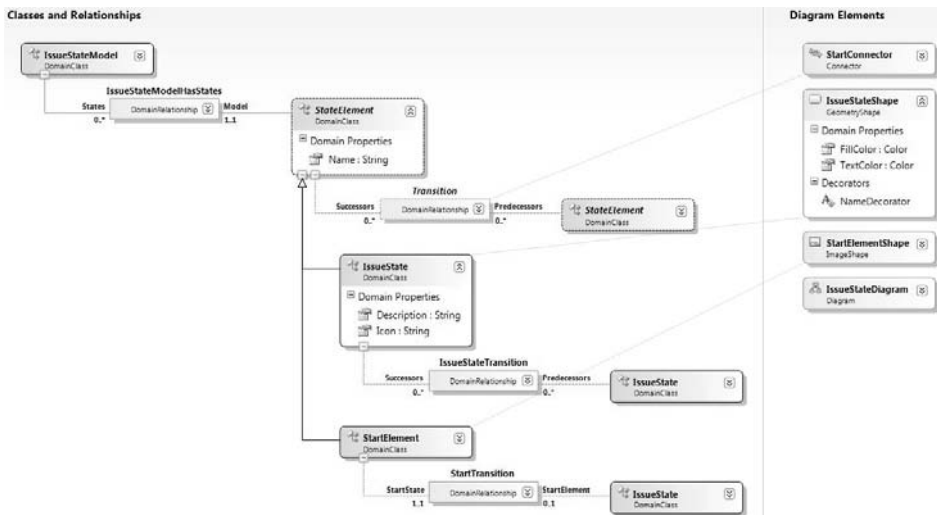 Classes and Relationships
Diagram Elements
IssueStateModel
DomainClass
IssueStateModelHasStates
States
DomainRelationship
Model
0..*
1..1
StateElement
DomainClass
Domain Properties
Name : String
Transition
Successors
DomainRelationship
Predecessors
0..*
0..*
StateElement
DomainClass
IssueState
DomainClass
Domain Properties
Description : String
Icon : String
IssueStateTransition
Successors
DomainRelationship
Predecessors
0..*
0..*
IssueState
DomainClass
StartElement
DomainClass
StartTransition
StartState
DomainRelationship
StartElement
1..1
0..1
IssueState
DomainClass
StartConnector
Connector
IssueStateShape
GeometryShape
Domain Properties
FillColor : Color
TextColor : Color
Decorators
NameDecorator
StartElementShape
ImageShape
IssueStateDiagram
Diagram